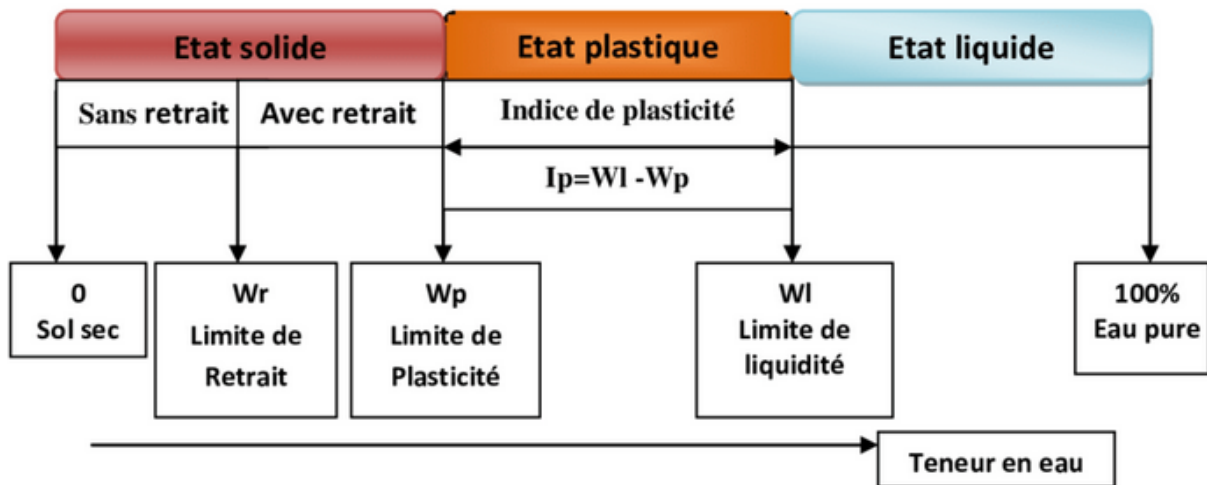 Etat solide
Etat plastique
Etat liquide
Sans retrait
Avec retrait
Indice de plasticité
Ip=Wl -Wp
0
Sol sec
Wr
Limite de
Retrait
Wp
Limite de
Plasticité
Wl
Limite de
liquidité
100%
Eau pure
Teneur en eau